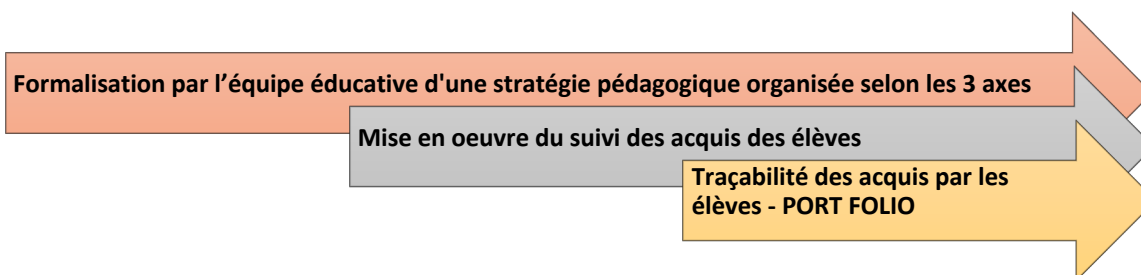 Formalisation par l’équipe éducative d'une stratégie pédagogique organisée selon les 3 axes
Mise en oeuvre du suivi des acquis des élèves
Traçabilité des acquis par les
élèves - PORT FOLIO